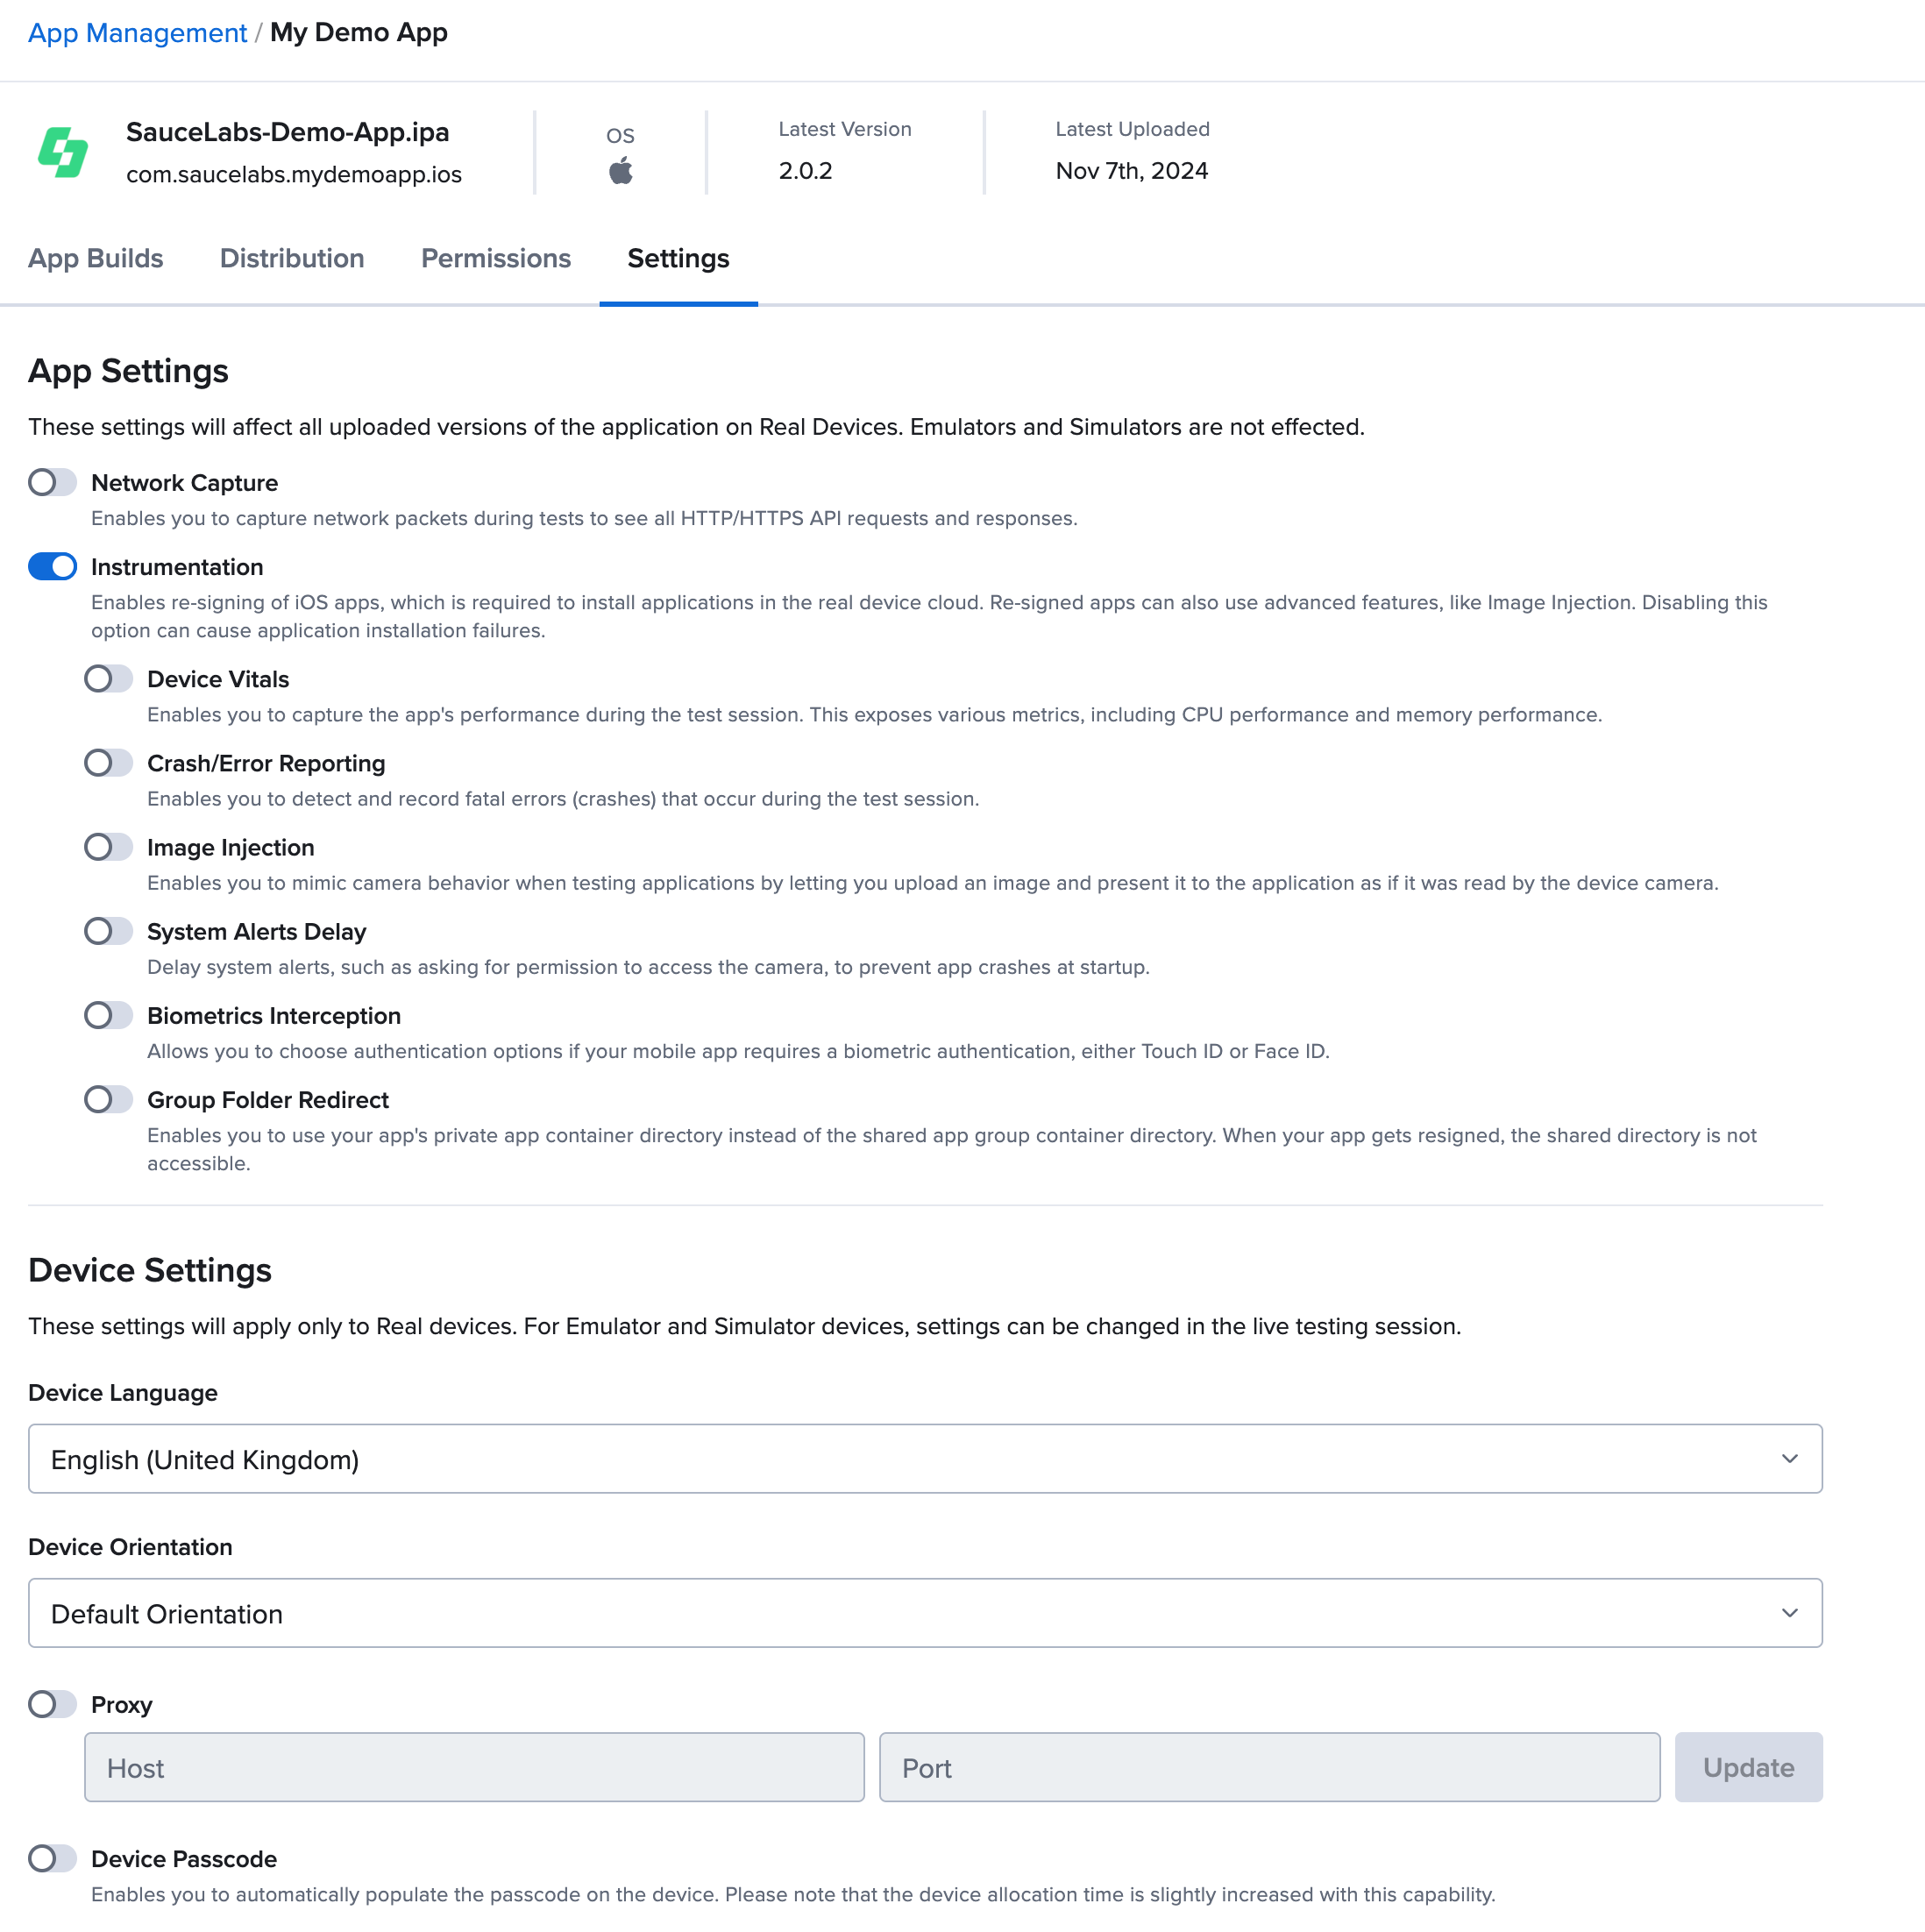 App Management / My Demo App
SauceLabs-Demo-App.ipa
com.saucelabs.mydemoapp.ios
OS
Latest Version
2.0.2
Latest Uploaded
Nov 7th, 2024
App Builds
Distribution
Permissions
Settings
App Settings
These settings will affect all uploaded versions of the application on Real Devices. Emulators and Simulators are not effected.
Network Capture
Enables you to capture network packets during tests to see all HTTP/HTTPS API requests and responses.
Instrumentation
Enables re-signing of iOS apps, which is required to install applications in the real device cloud. Re-signed apps can also use advanced features, like Image Injection. Disabling this
option can cause application installation failures.
Device Vitals
Enables you to capture the app's performance during the test session. This exposes various metrics, including CPU performance and memory performance.
Crash/Error Reporting
Enables you to detect and record fatal errors (crashes) that occur during the test session.
Image Injection
Enables you to mimic camera behavior when testing applications by letting you upload an image and present it to the application as if it was read by the device camera.
System Alerts Delay
Delay system alerts, such as asking for permission to access the camera, to prevent app crashes at startup.
Biometrics Interception
Allows you to choose authentication options if your mobile app requires a biometric authentication, either Touch ID or Face ID.
Group Folder Redirect
Enables you to use your app's private app container directory instead of the shared app group container directory. When your app gets resigned, the shared directory is not
accessible.
Device Settings
These settings will apply only to Real devices. For Emulator and Simulator devices, settings can be changed in the live testing session.
Device Language
English (United Kingdom)
Device Orientation
Default Orientation
Proxy
Host
Port
Update
Device Passcode
Enables you to automatically populate the passcode on the device. Please note that the device allocation time is slightly increased with this capability.